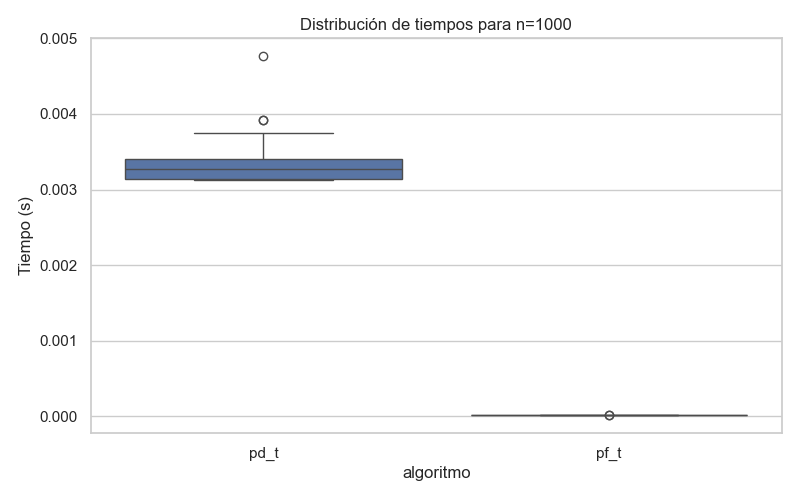 Distribución de tiempos para n=1000
0.005
0.004
0.003
0.002
0.001
0.000
Tiempo (s)
pd_t
pf_t
algoritmo